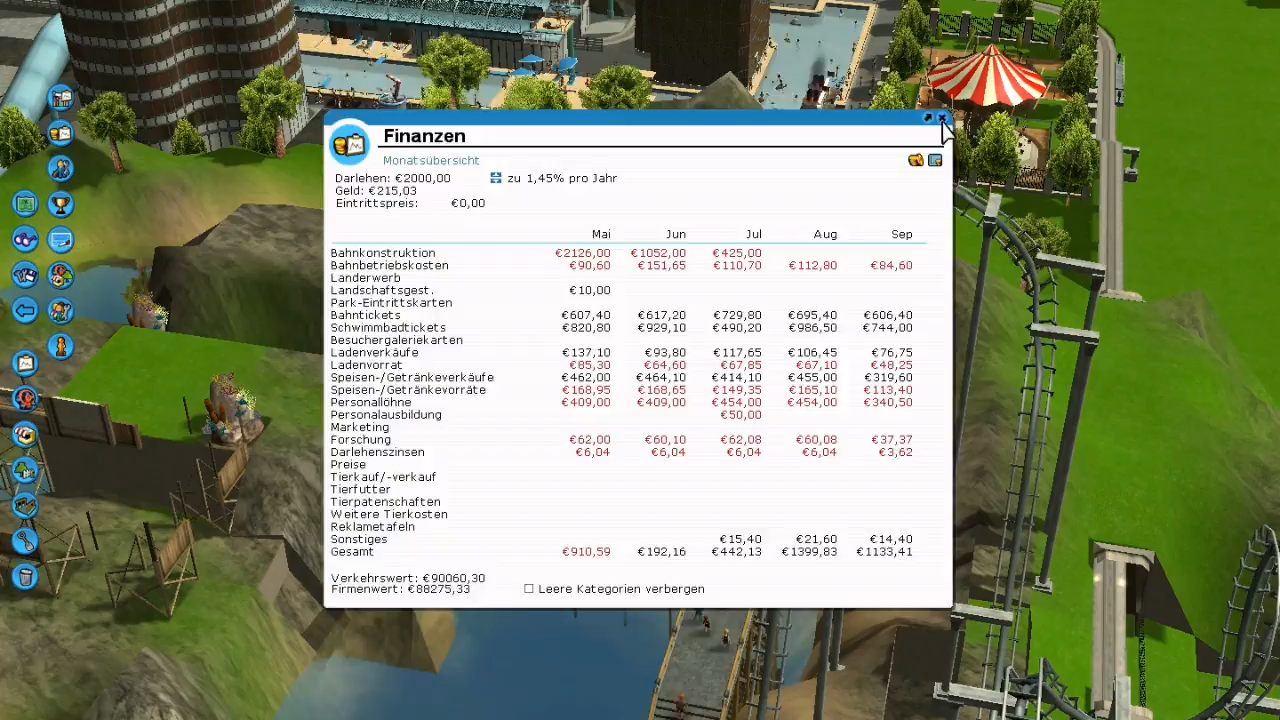 Finanzen
Monatsübersicht
Darlehen: €2000,00 zu 1,45% pro Jahr
Geld: €215,03
Eintrittspreis: €0,00
Mai Jun Jul Aug Sep
Bahnkonstruktion €2126,00 €1052,00 €425,00
Bahnbetriebskosten €90,60 €151,65 €110,70 €112,80 €84,60
Landerwerb
Landschaftsgest. €10,00
Park-Eintrittskarten
Bahntickets €607,40 €617,20 €729,80 €695,40 €606,40
Schwimmbadtickets €820,80 €929,10 €490,20 €986,50 €744,00
Besuchergaleriekarten
Ladenverkäufe €137,10 €93,80 €117,65 €106,45 €76,75
Ladenvorrat €85,30 €64,60 €67,85 €67,10 €48,25
Speisen-/Getränkeverkäufe €462,00 €464,10 €414,10 €455,00 €319,60
Speisen-/Getränkevorräte €168,95 €168,65 €149,35 €165,10 €113,40
Personallöhne €409,00 €409,00 €454,00 €454,00 €340,50
Personalausbildung €50,00
Marketing
Forschung €62,00 €60,10 €62,08 €60,08 €37,37
Darlehenszinsen €6,04 €6,04 €6,04 €6,04 €3,62
Preise
Tierkauf/-verkauf
Tierfutter
Tierpatenschaften
Weitere Tierkosten
Reklametafeln
Sonstiges €15,40 €21,60 €14,40
Gesamt €910,59 €192,16 €442,13 €1399,83 €1133,41
Verkehrswert: €90060,30
Firmenwert: €88275,33 Leere Kategorien verbergen